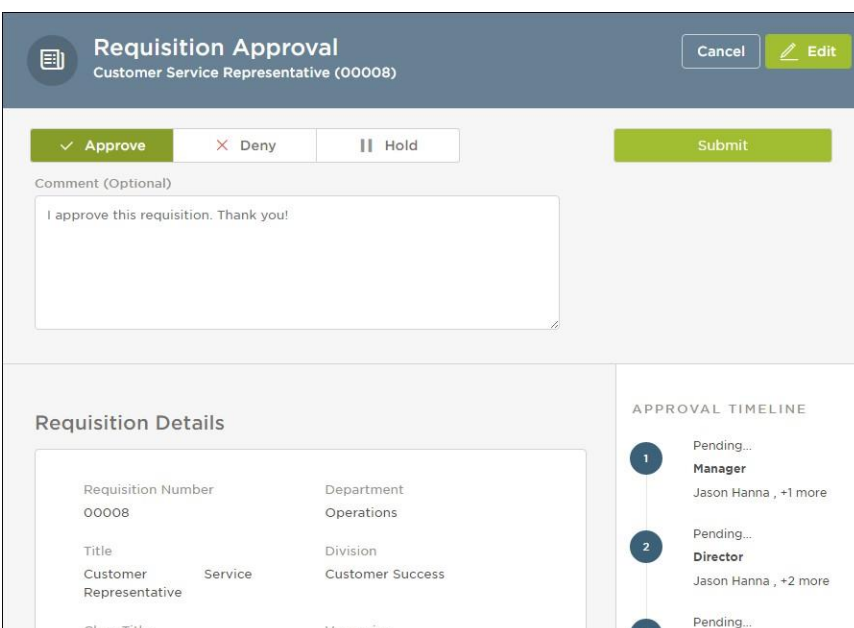 Requisition Approval
Customer Service Representative (00008)
Cancel
Edit
Approve
Deny
Hold
Submit
Comment (Optional)
I approve this requisition. Thank you!
Requisition Details
Requisition Number
00008
Department
Operations
Title
Customer Service
Representative
Division
Customer Success
APPROVAL TIMELINE
1
Pending...
Manager
Jason Hanna , +1 more
2
Pending...
Director
Jason Hanna , +2 more
Pending...